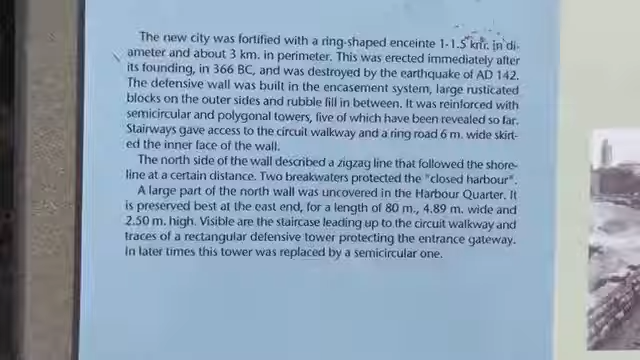 The new city was fortified with a ring-shaped enceinte 1-1.5 km. in di-
ameter and about 3 km. in perimeter. This was erected immediately after
its founding, in 366 BC, and was destroyed by the earthquake of AD 142.
The defensive wall was built in the encasement system, large rusticated
blocks on the outer sides and rubble fill in between. It was reinforced with
semicircular and polygonal towers, five of which have been revealed so far.
Stairways gave access to the circuit walkway and a ring road 6 m. wide skirt-
ed the inner face of the wall.
The north side of the wall described a zigzag line that followed the shore-
line at a certain distance. Two breakwaters protected the "closed harbour".
A large part of the north wall was uncovered in the Harbour Quarter. It
is preserved best at the east end, for a length of 80 m., 4.89 m. wide and
2.50 m. high. Visible are the staircase leading up to the circuit walkway and
traces of a rectangular defensive tower protecting the entrance gateway.
In later times this tower was replaced by a semicircular one.